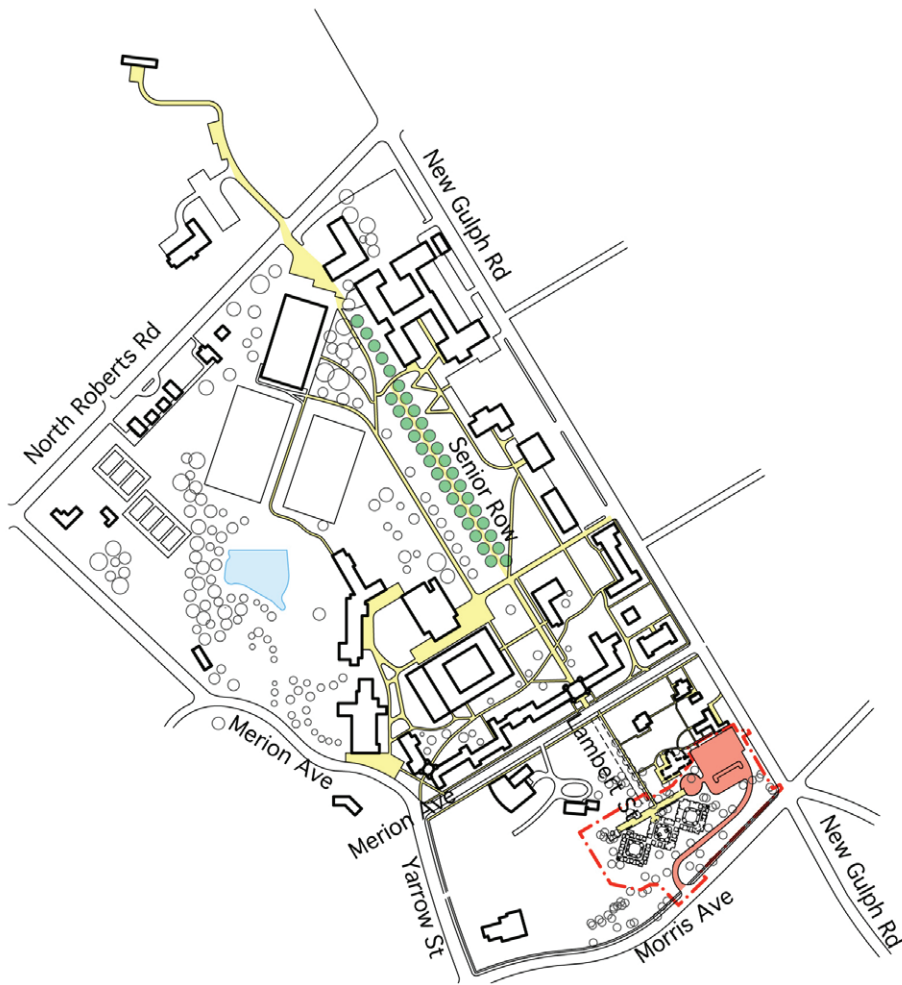 New Gulph Rd
North Roberts Rd
Senior Row
Lambert St
Merion Ave
Merion Ave
Yarrow St
Morris Ave
New Gulph Rd